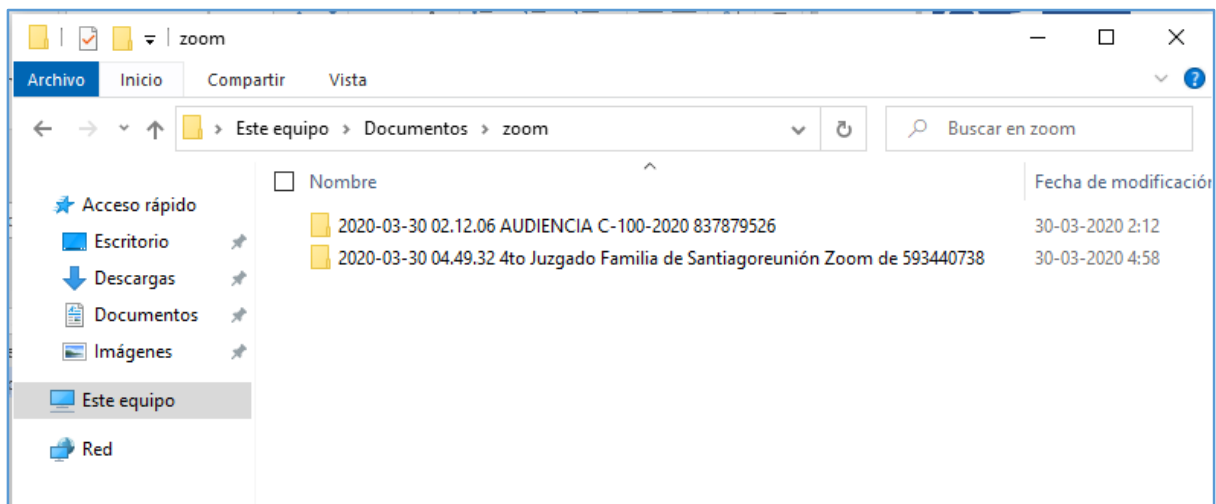 zoom
Archivo Inicio Compartir Vista
Este equipo > Documentos > zoom
Buscar en zoom
Nombre Fecha de modificación
Acceso rápido
Escritorio
Descargas
Documentos
Imágenes
Este equipo
Red
2020-03-30 02.12.06 AUDIENCIA C-100-2020 837879526 30-03-2020 2:12
2020-03-30 04.49.32 4to Juzgado Familia de Santiagoreunión Zoom de 593440738 30-03-2020 4:58